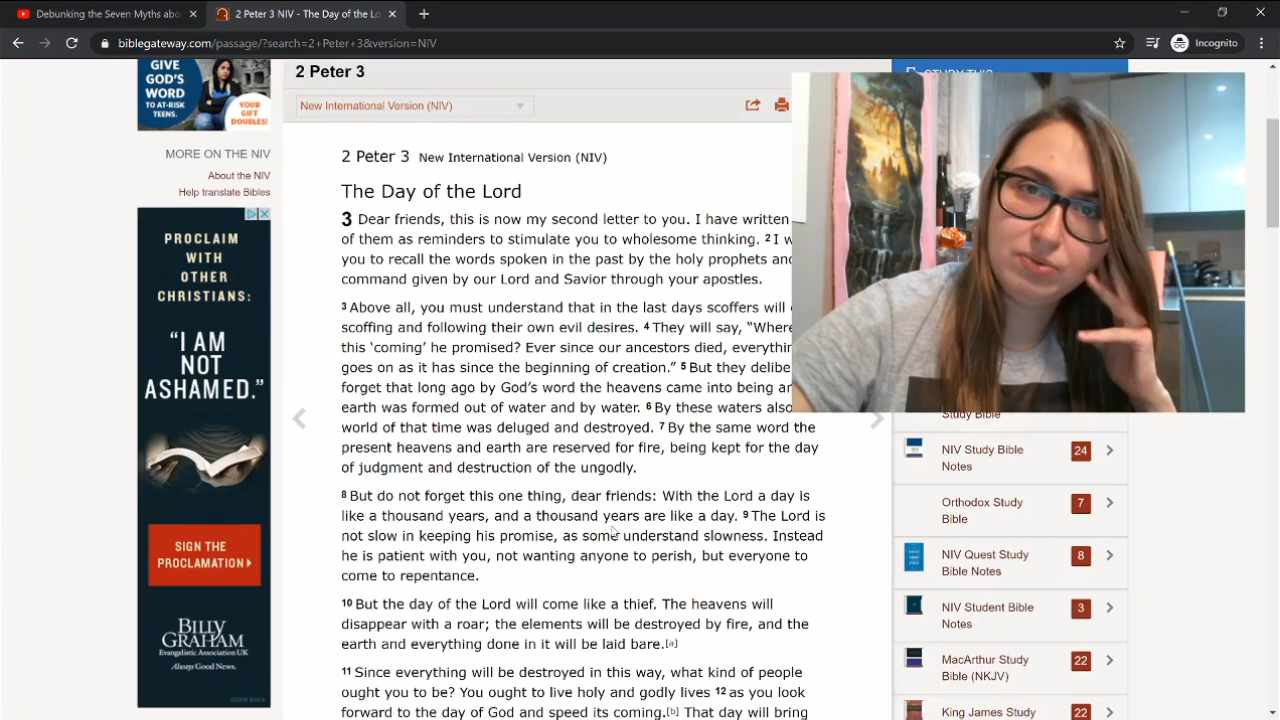 Debunking the Seven Myths abo
2 Peter 3 NIV - The Day of the Lo
biblegateway.com/passage/?search=2+Peter+3&version=NIV
Incognito
GIVE
GOD'S
WORD
TO AT-RISK
TEENS.
YOUR
GIFT
DOUBLES!
MORE ON THE NIV
About the NIV
Help translate Bibles
PROCLAIM
WITH
OTHER
CHRISTIANS:
“I AM
NOT
ASHAMED.”
SIGN THE
PROCLAMATION
BILLY
GRAHAM
Evangelistic Association UK
Always Good News.
2 Peter 3
New International Version (NIV)
2 Peter 3 New International Version (NIV)
The Day of the Lord
3 Dear friends, this is now my second letter to you. I have written
of them as reminders to stimulate you to wholesome thinking. 2 I w
you to recall the words spoken in the past by the holy prophets and
command given by our Lord and Savior through your apostles.
3 Above all, you must understand that in the last days scoffers will
scoffing and following their own evil desires. 4 They will say, “Where
this ‘coming’ he promised? Ever since our ancestors died, everythin
goes on as it has since the beginning of creation.” 5 But they delibe
forget that long ago by God’s word the heavens came into being an
earth was formed out of water and by water. 6 By these waters also
world of that time was deluged and destroyed. 7 By the same word the
present heavens and earth are reserved for fire, being kept for the day
of judgment and destruction of the ungodly.
8 But do not forget this one thing, dear friends: With the Lord a day is
like a thousand years, and a thousand years are like a day. 9 The Lord is
not slow in keeping his promise, as some understand slowness. Instead
he is patient with you, not wanting anyone to perish, but everyone to
come to repentance.
10 But the day of the Lord will come like a thief. The heavens will
disappear with a roar; the elements will be destroyed by fire, and the
earth and everything done in it will be laid bare.[a]
11 Since everything will be destroyed in this way, what kind of people
ought you to be? You ought to live holy and godly lives 12 as you look
forward to the day of God and speed its coming.[b] That day will bring
STUDY THIS
Study Bible
NIV Study Bible
Notes
24
Orthodox Study
Bible
7
NIV Quest Study
Bible Notes
8
NIV Student Bible
Notes
3
MacArthur Study
Bible (NKJV)
22
King James Study
22